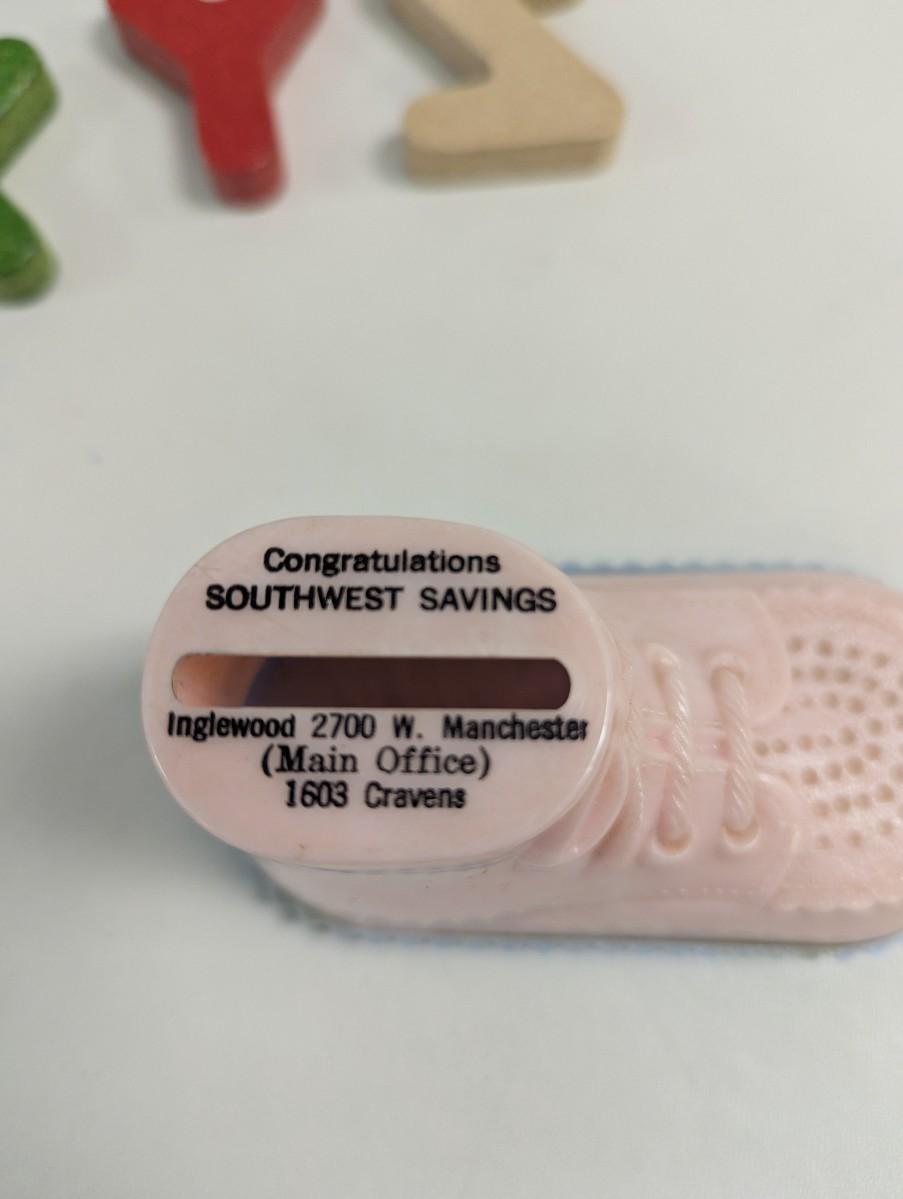 Congratulations
SOUTHWEST SAVINGS
Inglewood 2700 W. Manchester
(Main Office)
1603 Cravens